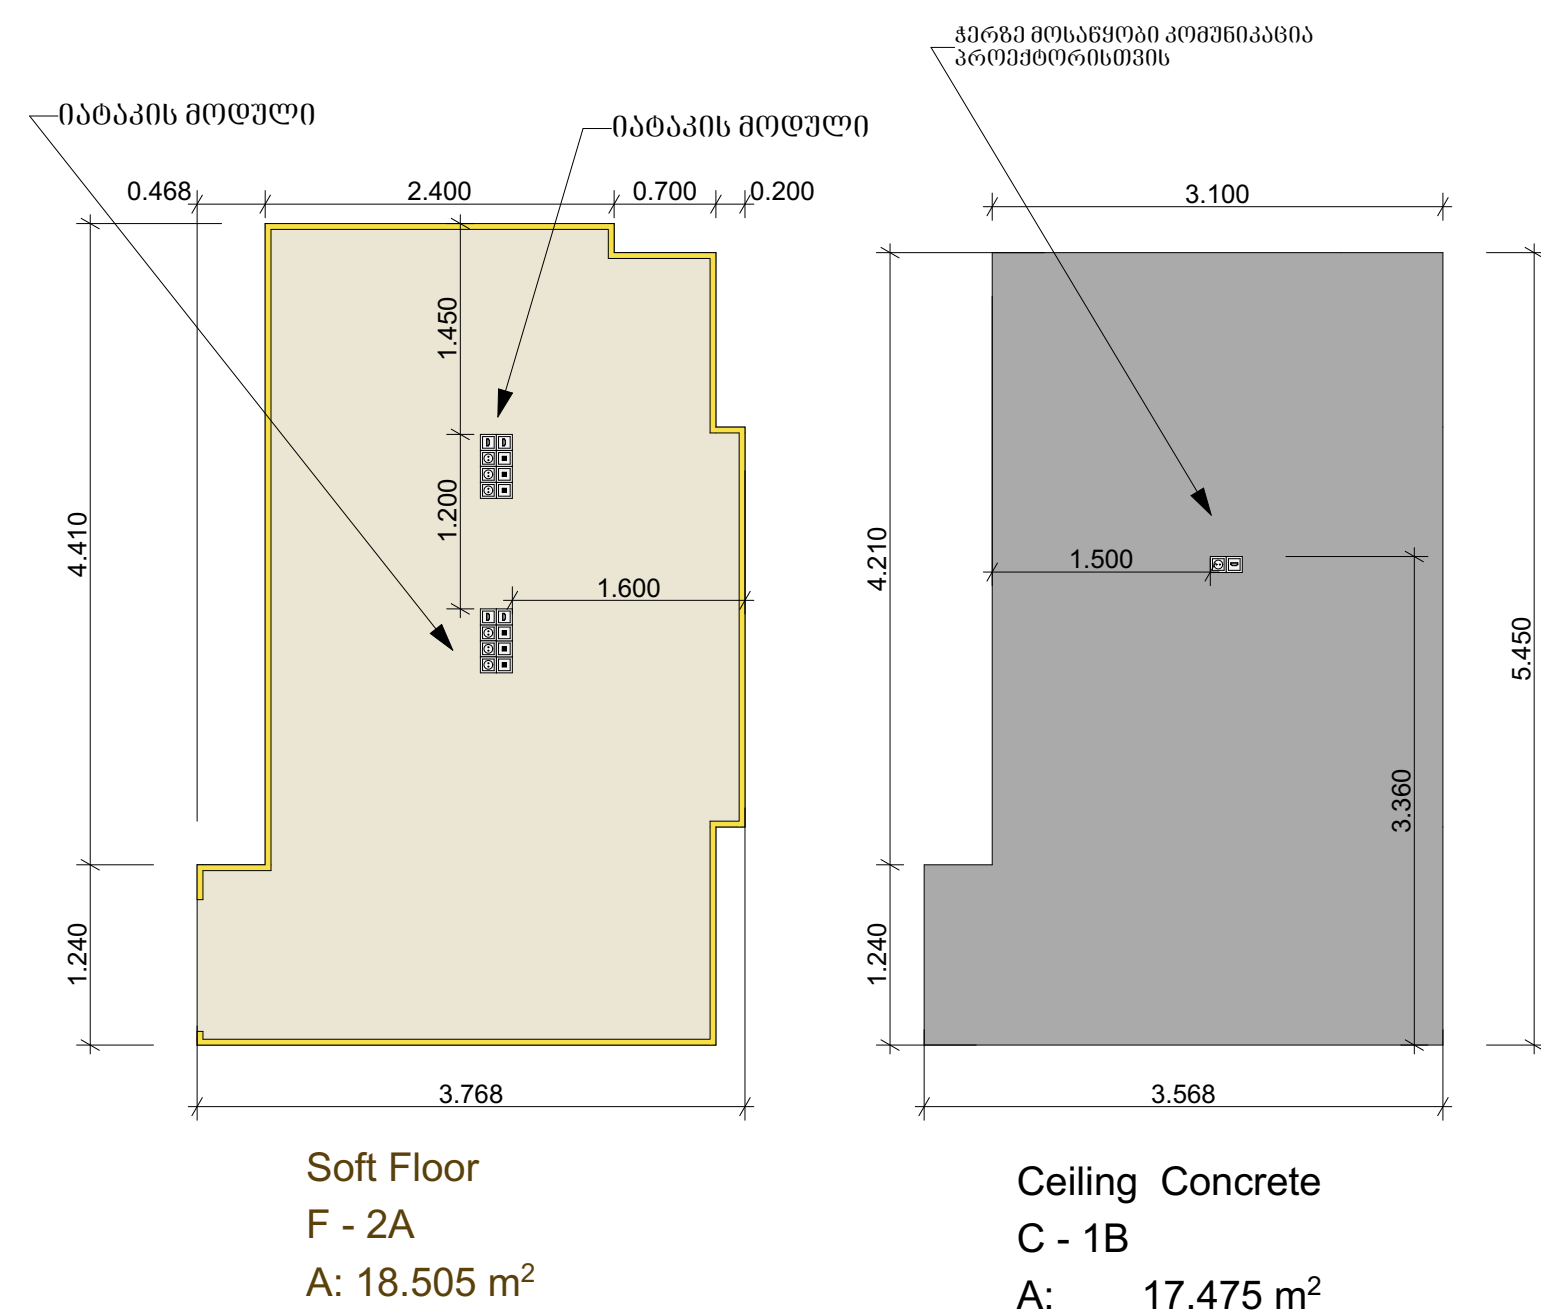 ჭერზე მოსაწყობი კომუნიკაცია
პროექტორისთვის
იატაკის მოდული
იატაკის მოდული
0.468
2.400
0.700
0.200
3.100
1.450
1.200
4.410
1.600
1.240
3.768
4.210
1.500
5.450
3.360
1.240
3.568
Soft Floor
F - 2A
A: 18.505 m²
Ceiling Concrete
C - 1B
A: 17.475 m²